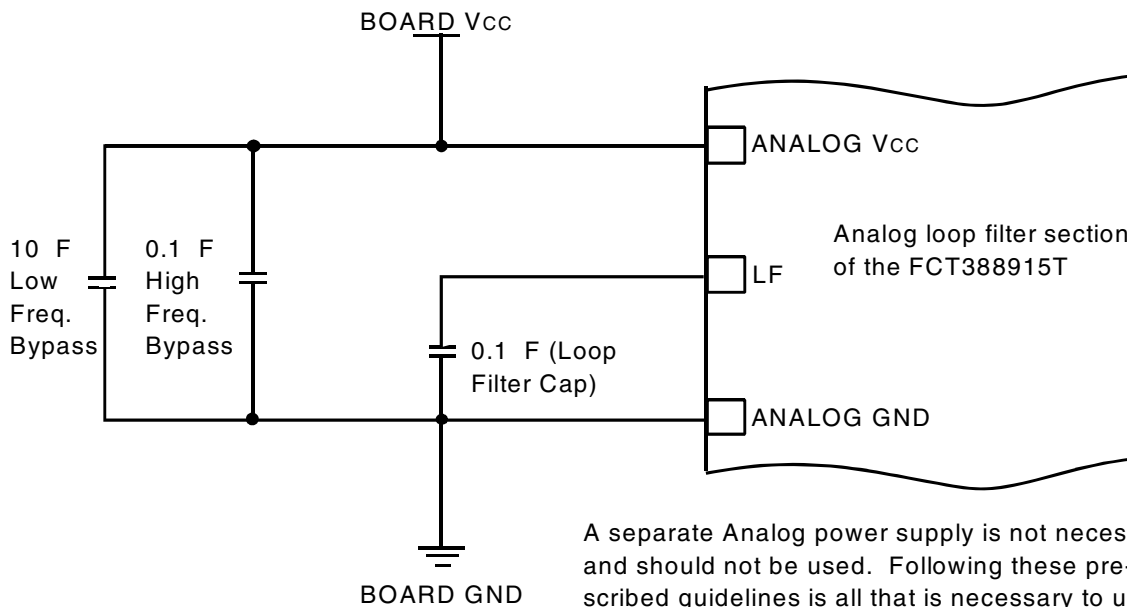 BOARD VCC
ANALOG VCC
10 F
Low
Freq.
Bypass
0.1 F
High
Freq.
Bypass
Analog loop filter section
of the FCT388915T
LF
0.1 F (Loop
Filter Cap)
ANALOG GND
BOARD GND
A separate Analog power supply is not neces
and should not be used. Following these pre-
scribed guidelines is all that is necessary to u